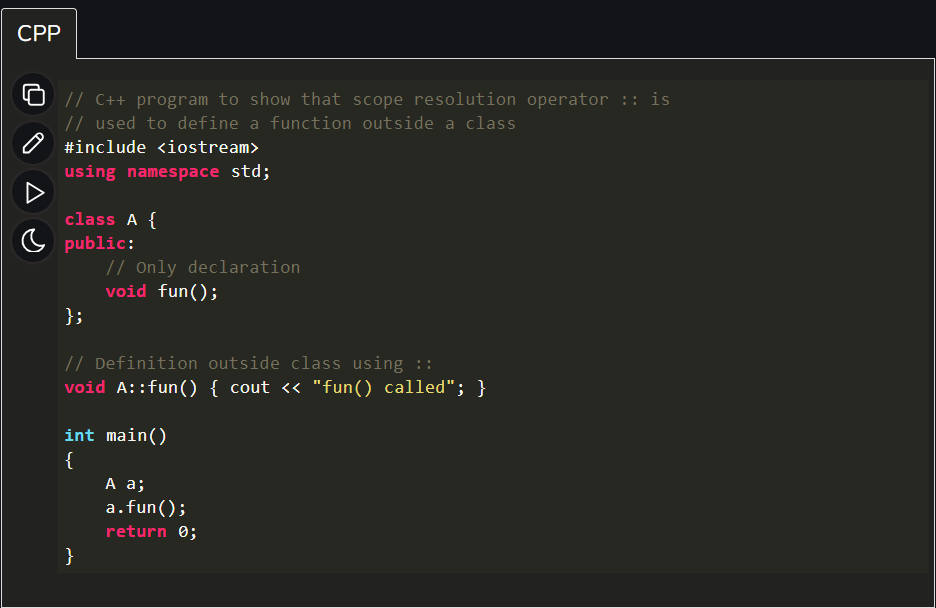 CPP
// C++ program to show that scope resolution operator :: is
// used to define a function outside a class
#include <iostream>
using namespace std;
class A {
public:
    // Only declaration
    void fun();
};
// Definition outside class using ::
void A::fun() { cout << "fun() called"; }
int main()
{
    A a;
    a.fun();
    return 0;
}